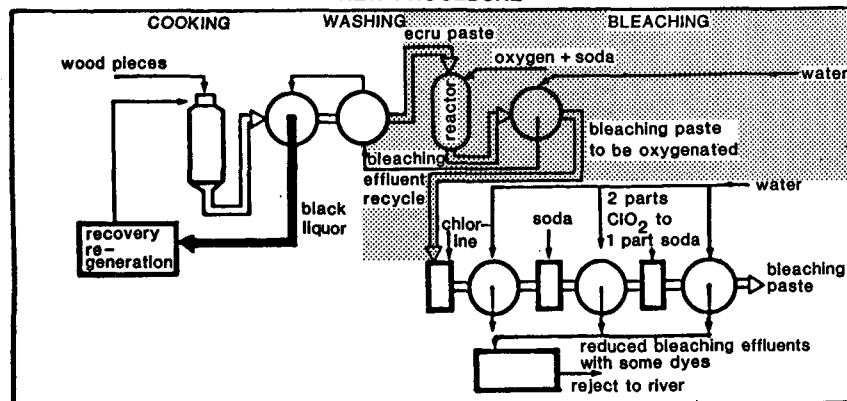 COOKING
WASHING
BLEACHING
ecru paste
wood pieces
oxygen + soda
water
reactor
bleaching paste
to be oxygenated
bleaching
effluent
recycle
black
liquor
recovery
re-
generation
water
2 parts
ClO2 to
1 part soda
chlor-
ine
soda
bleaching
paste
reduced bleaching effluents
with some dyes
reject to river